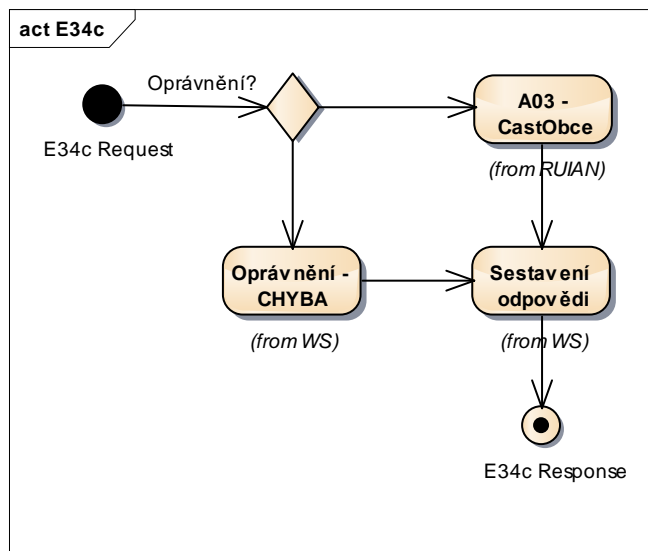 act E34c
Oprávnění?
E34c Request
A03 -
CastObce
(from RUIAN)
Oprávnění -
CHYBA
(from WS)
Sestavení
odpovědi
(from WS)
E34c Response